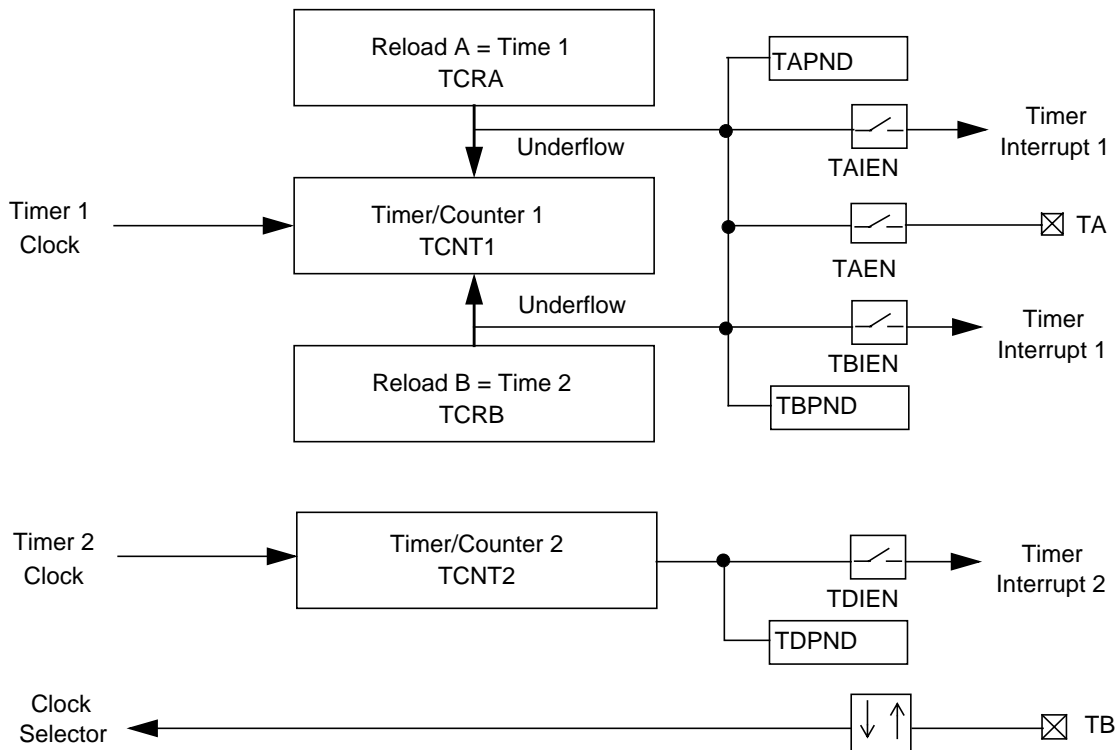 Reload A = Time 1
TCRA
TAPND
Underflow
TAIEN
Timer
Interrupt 1
Timer 1
Clock
Timer/Counter 1
TCNT1
TAEN
TA
Underflow
TBIEN
Timer
Interrupt 1
Reload B = Time 2
TCRB
TBPND
Timer 2
Clock
Timer/Counter 2
TCNT2
TDIEN
Timer
Interrupt 2
TDPND
Clock
Selector
TB